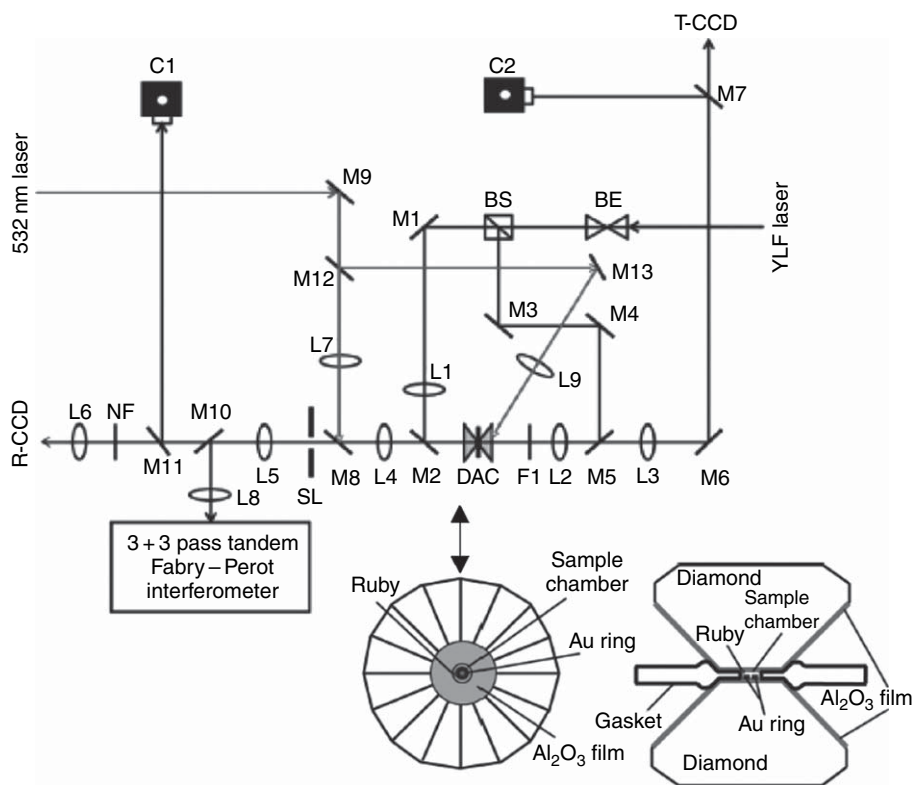 T-CCD
C1
C2
M7
532 nm laser
M9
M1
BS
BE
YLF laser
M12
M13
M3
M4
L7
L1
L9
R-CCD
L6
NF
M10
M11
L5
SL
M8
L4
M2
DAC
F1
L2
M5
L3
M6
L8
3 + 3 pass tandem
Fabry – Perot
interferometer
Ruby
Sample
chamber
Au ring
Al₂O₃ film
Diamond
Sample
chamber
Ruby
Gasket
Au ring
Al₂O₃ film
Diamond